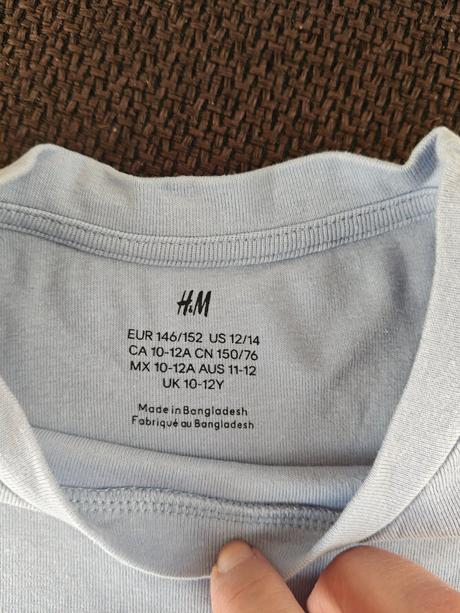 H&M
EUR 146/152 US 12/14
CA 10-12A CN 150/76
MX 10-12A AUS 11-12
UK 10-12Y
Made in Bangladesh
Fabriqué au Bangladesh